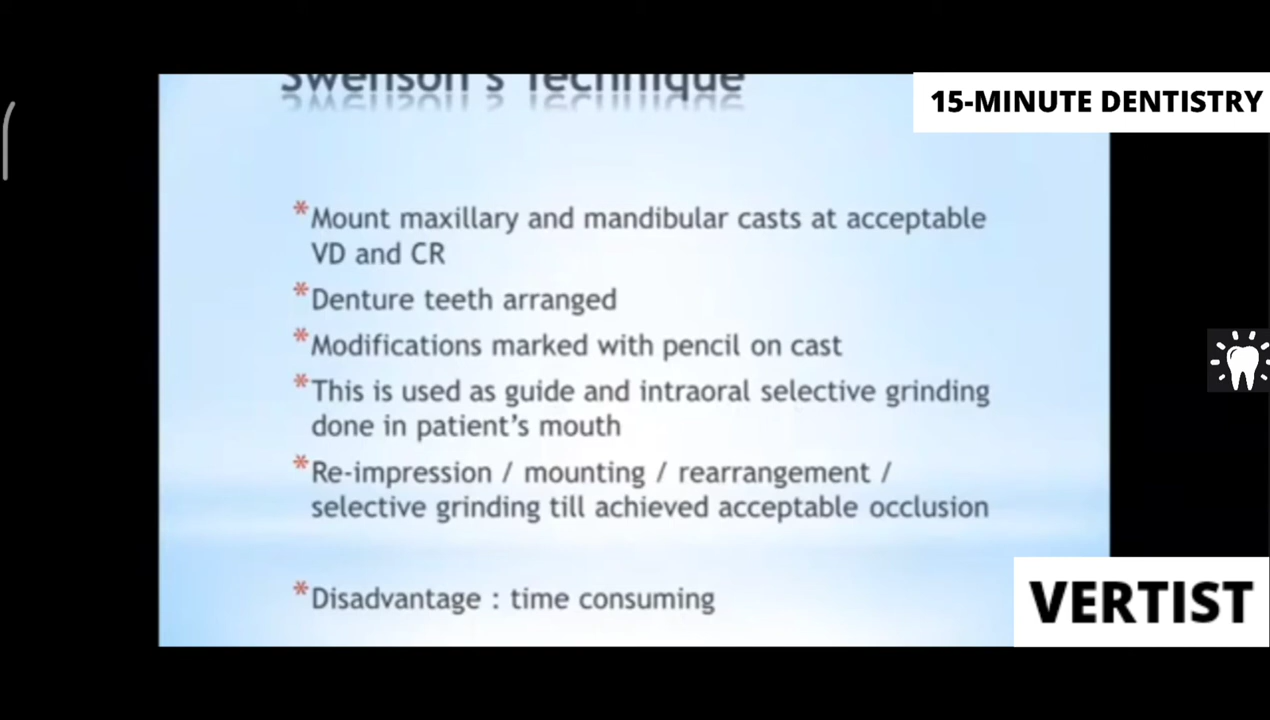 Swenson's Technique
15-MINUTE DENTISTRY
* Mount maxillary and mandibular casts at acceptable
VD and CR
* Denture teeth arranged
* Modifications marked with pencil on cast
* This is used as guide and intraoral selective grinding
done in patient's mouth
* Re-impression / mounting / rearrangement /
selective grinding till achieved acceptable occlusion
* Disadvantage : time consuming
VERTIST